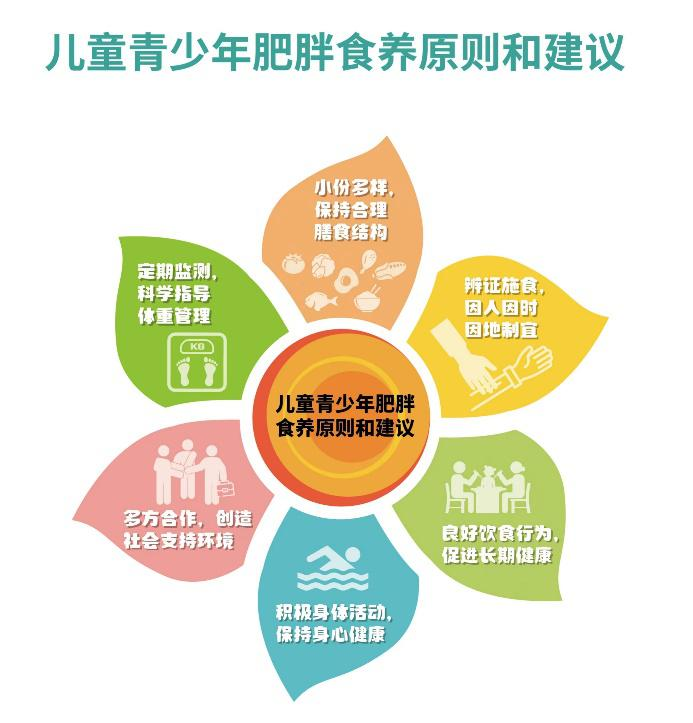 儿童青少年肥胖食养原则和建议
小份多样，
保持合理
膳食结构
辨证施食，
因人因时
因地制宜
良好饮食行为，
促进长期健康
积极身体活动，
保持身心健康
多方合作，创造
社会支持环境
定期监测，
科学指导
体重管理
KG
儿童青少年肥胖
食养原则和建议